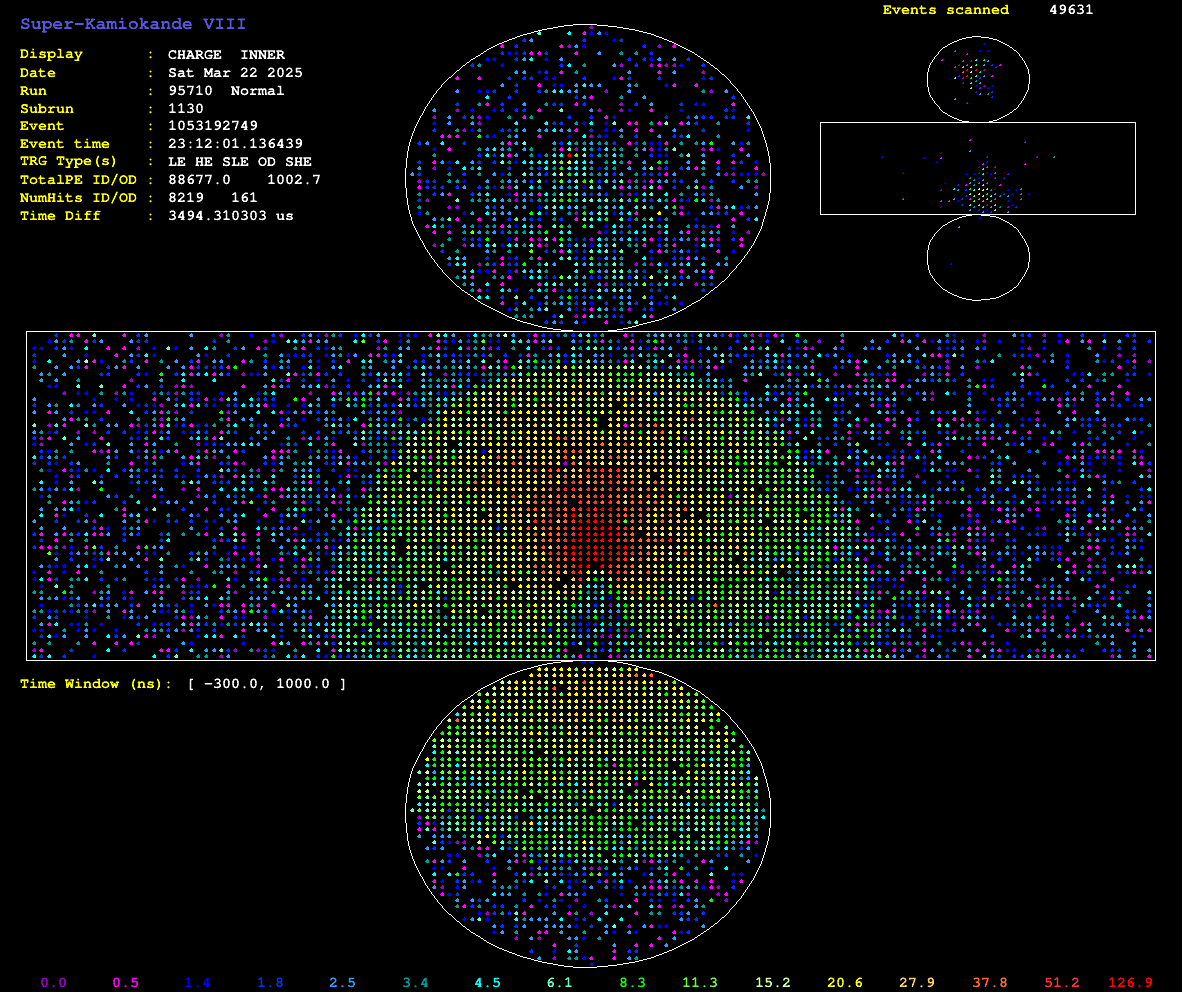 Super-Kamiokande VIII
Events scanned 49631
Display : CHARGE INNER
Date : Sat Mar 22 2025
Run : 95710 Normal
Subrun : 1130
Event : 1053192749
Event time : 23:12:01.136439
TRG Type(s) : LE HE SLE OD SHE
TotalPE ID/OD : 88677.0 1002.7
NumHits ID/OD : 8219 161
Time Diff : 3494.310303 us
Time Window (ns): [ -300.0, 1000.0 ]
0.0 0.5 1.4 1.8 2.5 3.4 4.5 6.1 8.3 11.3 15.2 20.6 27.9 37.8 51.2 126.9